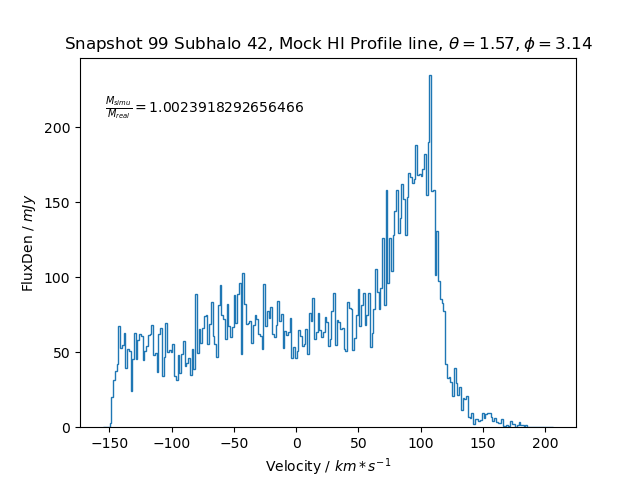 Snapshot 99 Subhalo 42, Mock HI Profile line, θ = 1.57, ϕ = 3.14
M_simu / M_real = 1.0023918292656466
200
150
100
50
0
FluxDen / mJy
−150 −100 −50 0 50 100 150 200
Velocity / km * s⁻¹